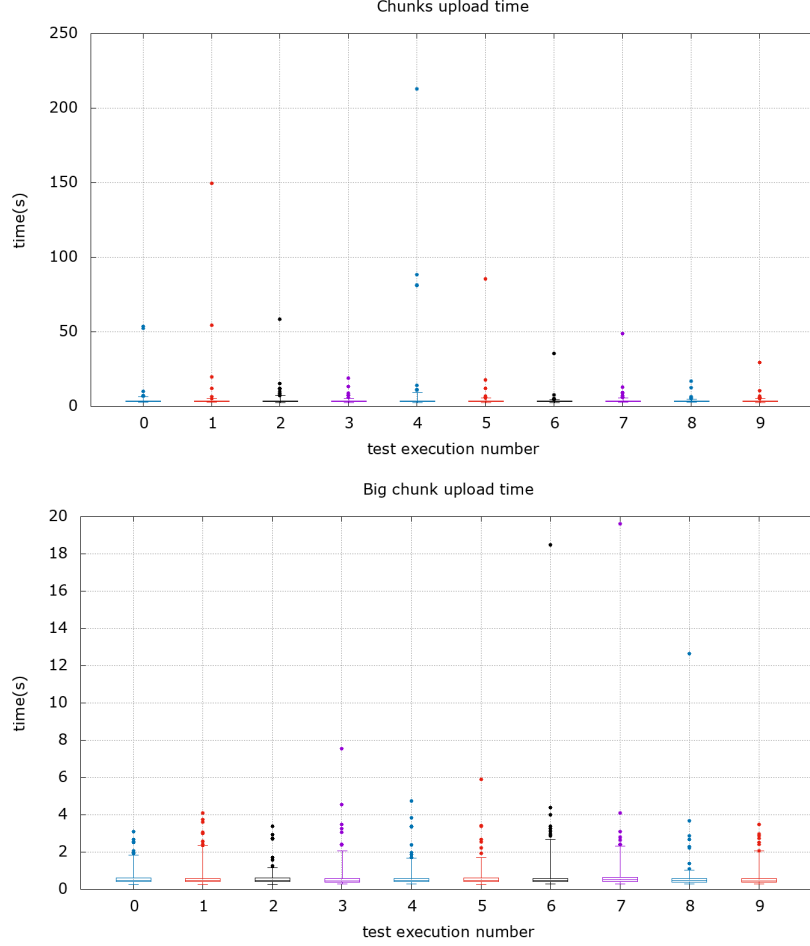 Chunks upload time
250
200
150
100
50
0
time(s)
0 1 2 3 4 5 6 7 8 9
test execution number
Big chunk upload time
20
18
16
14
12
10
8
6
4
2
0
time(s)
0 1 2 3 4 5 6 7 8 9
test execution number